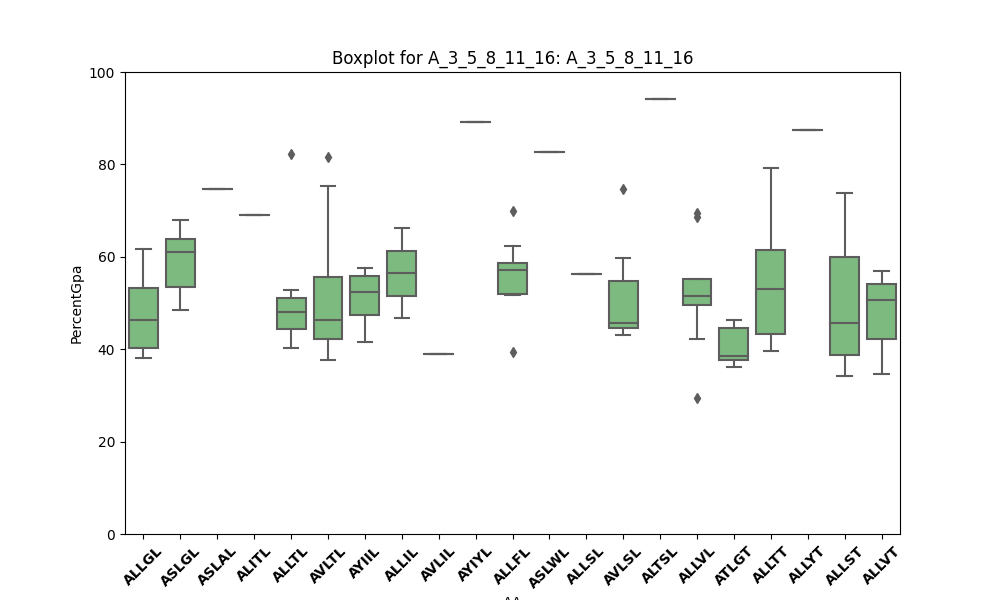 Boxplot for A_3_5_8_11_16: A_3_5_8_11_16
100
80
60
40
20
0
PercentGpa
ALLGL ASLGL ASLAL ALITL ALLTL AVLTL AYIIL ALLIL AVLIL AYIYL ALLFL ASLWL ALLSL AVLSL ALTSL ALLVL ATLGT ALLTT ALLYT ALLST ALLVT